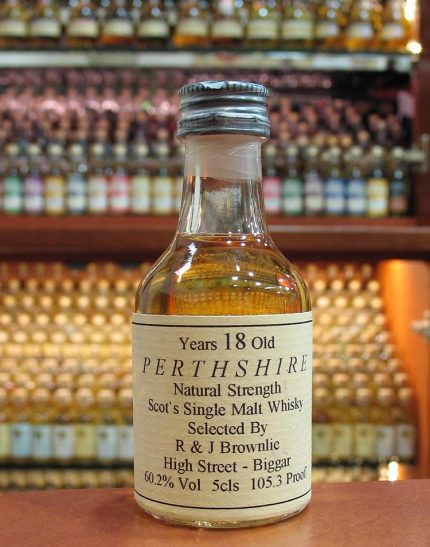 Years 18 Old
PERTHSHIRE
Natural Strength
Scot`s Single Malt Whisky
Selected By
R & J Brownlie
High Street - Biggar
60.2% Vol 5cls 105.3 Proof